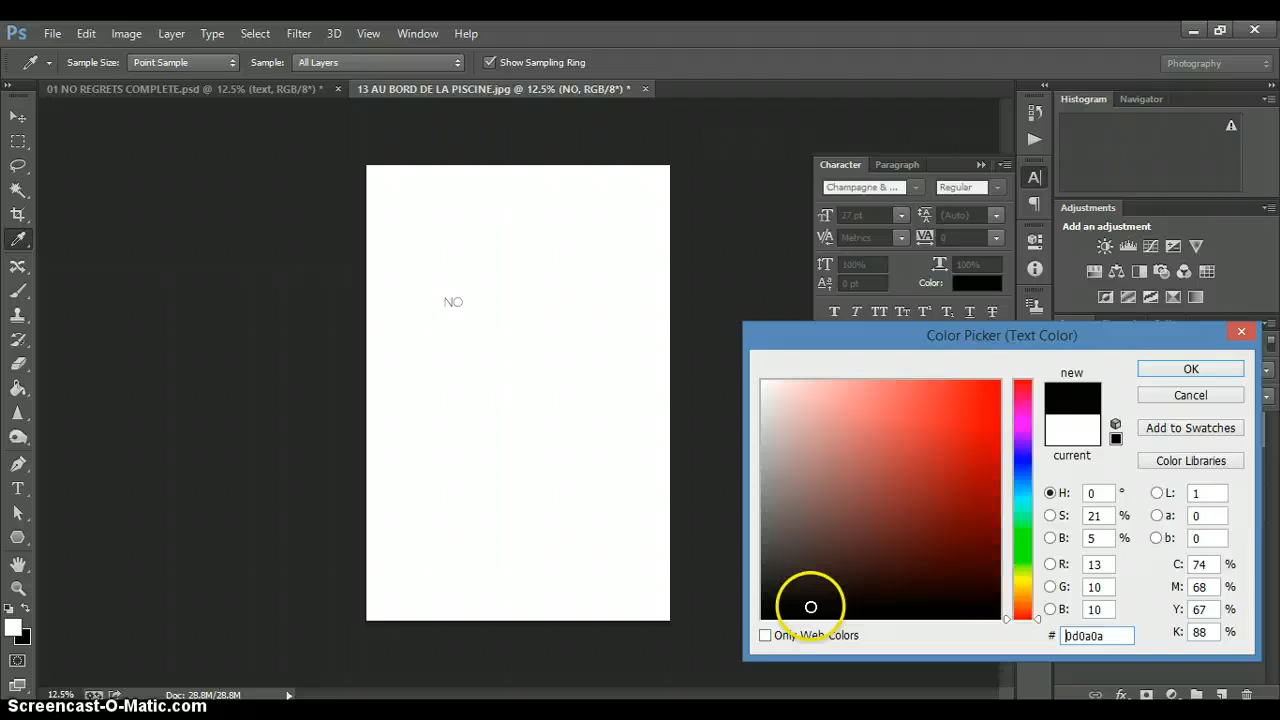 Ps File Edit Image Layer Type Select Filter 3D View Window Help
Sample Size: Point Sample Sample: All Layers Show Sampling Ring Photography
01 NO REGRETS COMPLETE.psd @ 12.5% (text, RGB/8*) * × 13 AU BORD DE LA PISCINE.jpg @ 12.5% (NO, RGB/8*) * ×
Histogram Navigator
Character Paragraph
Champagne & ... Regular
27 pt (Auto)
Metrics 0
100% 100%
0 pt Color:
T T TT Tт T¹ T₁ T T
Adjustments
Add an adjustment
NO
Color Picker (Text Color)
new
current
OK
Cancel
Add to Swatches
Color Libraries
H: 0 ° L: 1
S: 21 % a: 0
B: 5 % b: 0
R: 13 C: 74 %
G: 10 M: 68 %
B: 10 Y: 67 %
# 0d0a0a K: 88 %
Only Web Colors
12.5% Doc: 28.8M/28.8M
Screencast-O-Matic.com